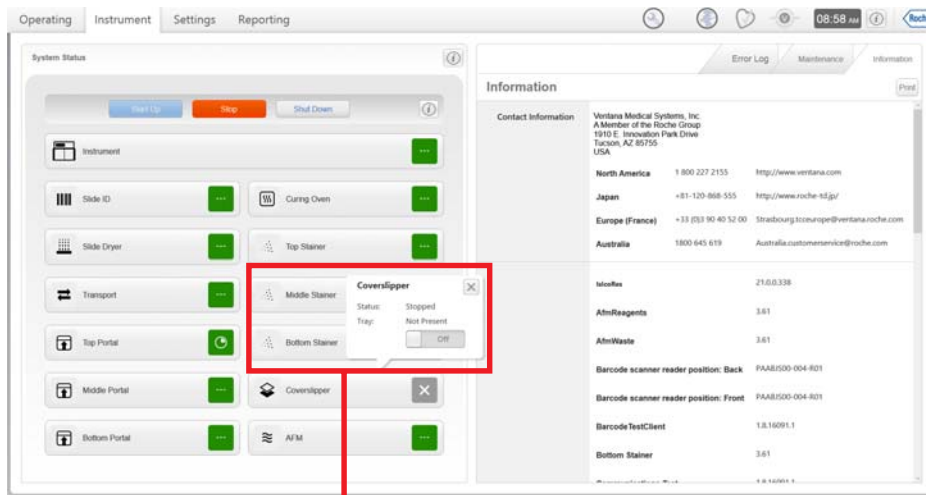 Operating Instrument Settings Reporting
08:58 AM
Roch
System Status
Start Up Stop Shut Down
Instrument
Slide ID
Curing Oven
Slide Dryer
Top Stainer
Transport
Middle Stainer
Top Portal
Bottom Stainer
Middle Portal
Coverslipper
Bottom Portal
AFM
Coverslipper
Status: Stopped
Tray: Not Present
Off
Error Log Maintenance Information
Information
Print
Contact Information
Ventana Medical Systems, Inc.
A Member of the Roche Group
1910 E. Innovation Park Drive
Tucson, AZ 85755
USA
North America 1 800 227 2155 http://www.ventana.com
Japan +81-120-868-555 http://www.roche-td.jp/
Europe (France) +33 (0)3 90 40 52 00 Strasbourg.tcceurope@ventana.roche.com
Australia 1800 645 619 Australia.customerservice@roche.com
21.0.0.338
AfmReagents 3.61
AfmWaste 3.61
Barcode scanner reader position: Back PAABJS00-004-R01
Barcode scanner reader position: Front PAABJS00-004-R01
BarcodeTestClient 1.8.16091.1
Bottom Stainer 3.61